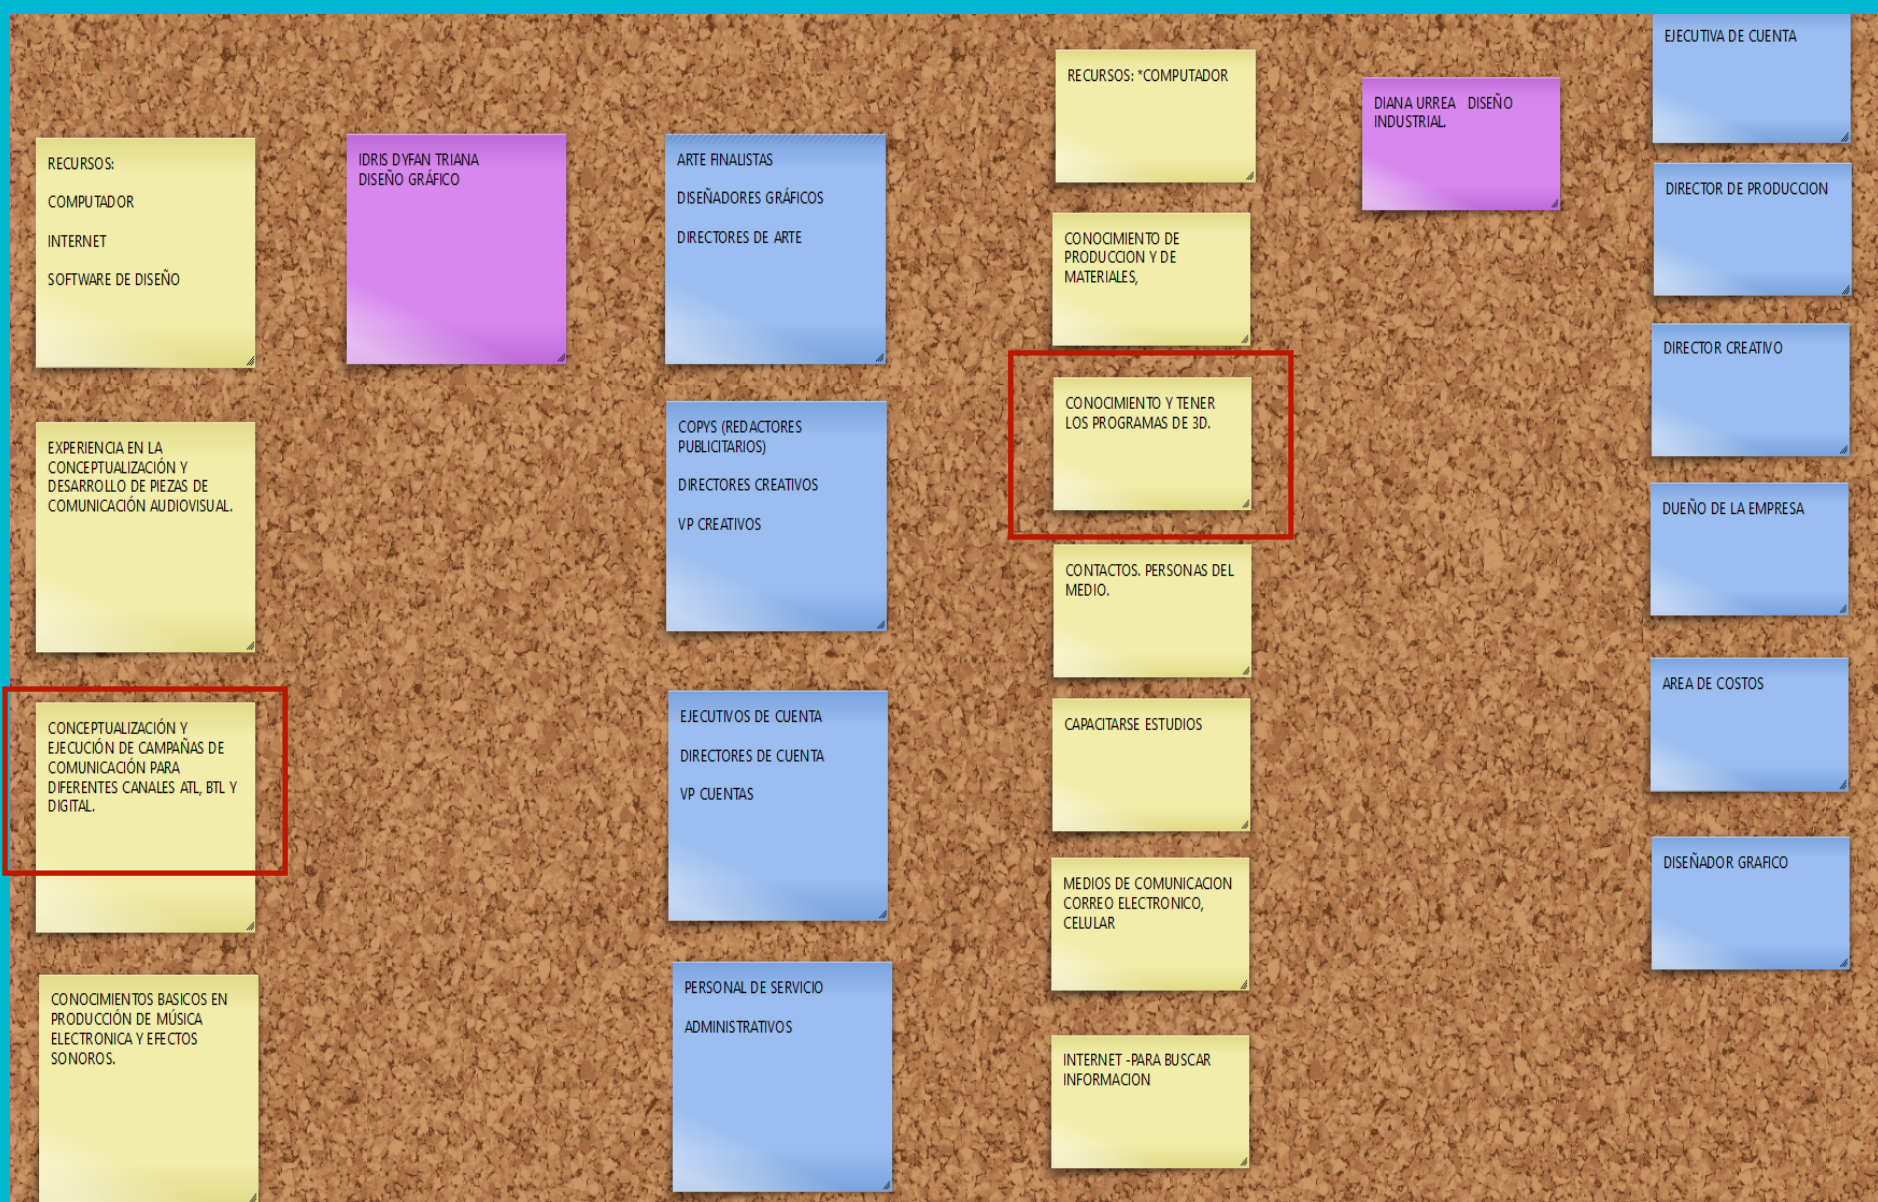 RECURSOS:
COMPUTADOR
INTERNET
SOFTWARE DE DISEÑO
EXPERIENCIA EN LA
CONCEPTUALIZACIÓN Y
DESARROLLO DE PIEZAS DE
COMUNICACIÓN AUDIOVISUAL.
CONCEPTUALIZACIÓN Y
EJECUCIÓN DE CAMPAÑAS DE
COMUNICACIÓN PARA
DIFERENTES CANALES ATL, BTL Y
DIGITAL.
CONOCIMIENTOS BASICOS EN
PRODUCCIÓN DE MÚSICA
ELECTRONICA Y EFECTOS
SONOROS.
IDRIS DYFAN TRIANA
DISEÑO GRÁFICO
ARTE FINALISTAS
DISEÑADORES GRÁFICOS
DIRECTORES DE ARTE
COPYS (REDACTORES
PUBLICITARIOS)
DIRECTORES CREATIVOS
VP CREATIVOS
EJECUTIVOS DE CUENTA
DIRECTORES DE CUENTA
VP CUENTAS
PERSONAL DE SERVICIO
ADMINISTRATIVOS
RECURSOS: *COMPUTADOR
CONOCIMIENTO DE
PRODUCCION Y DE
MATERIALES,
CONOCIMIENTO Y TENER
LOS PROGRAMAS DE 3D.
CONTACTOS. PERSONAS DEL
MEDIO.
CAPACITARSE ESTUDIOS
MEDIOS DE COMUNICACION
CORREO ELECTRONICO,
CELULAR
INTERNET -PARA BUSCAR
INFORMACION
DIANA URREA DISEÑO
INDUSTRIAL.
EJECUTIVA DE CUENTA
DIRECTOR DE PRODUCCION
DIRECTOR CREATIVO
DUEÑO DE LA EMPRESA
AREA DE COSTOS
DISEÑADOR GRAFICO